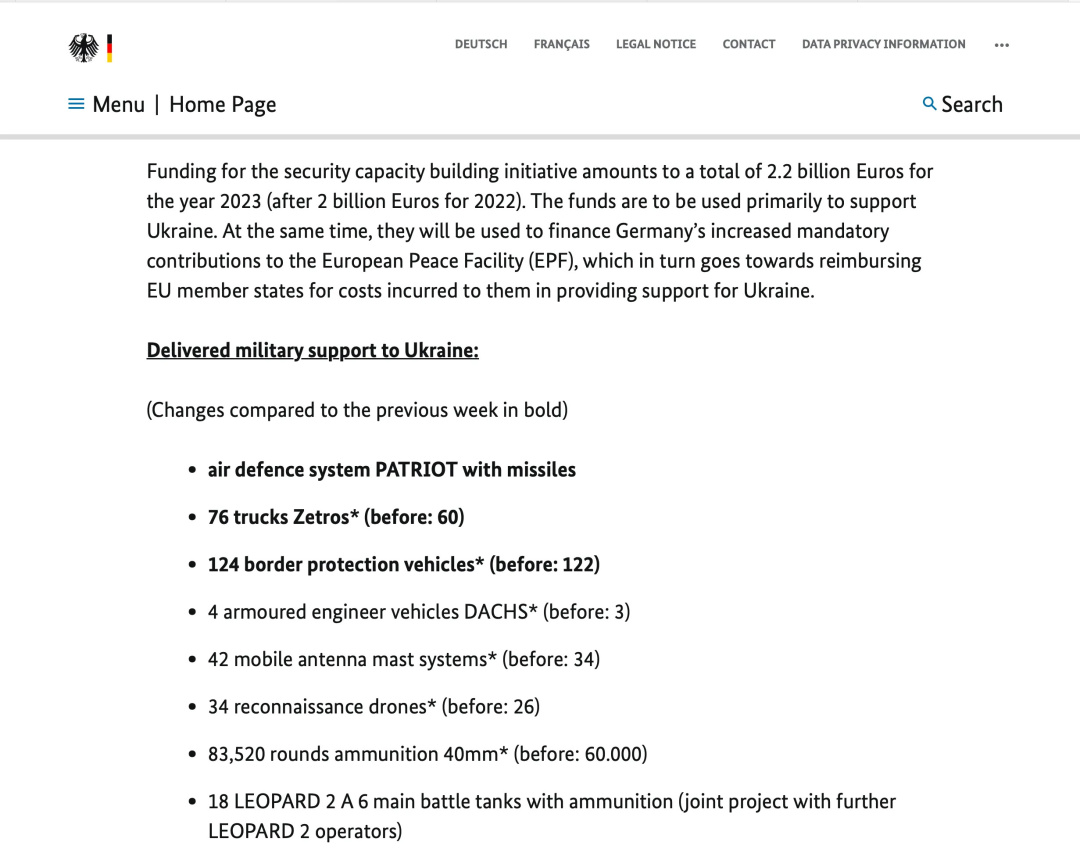 DEUTSCH FRANÇAIS LEGAL NOTICE CONTACT DATA PRIVACY INFORMATION •••
Menu | Home Page
Search
Funding for the security capacity building initiative amounts to a total of 2.2 billion Euros for
the year 2023 (after 2 billion Euros for 2022). The funds are to be used primarily to support
Ukraine. At the same time, they will be used to finance Germany’s increased mandatory
contributions to the European Peace Facility (EPF), which in turn goes towards reimbursing
EU member states for costs incurred to them in providing support for Ukraine.
Delivered military support to Ukraine:
(Changes compared to the previous week in bold)
• air defence system PATRIOT with missiles
• 76 trucks Zetros* (before: 60)
• 124 border protection vehicles* (before: 122)
• 4 armoured engineer vehicles DACHS* (before: 3)
• 42 mobile antenna mast systems* (before: 34)
• 34 reconnaissance drones* (before: 26)
• 83,520 rounds ammunition 40mm* (before: 60.000)
• 18 LEOPARD 2 A 6 main battle tanks with ammunition (joint project with further
LEOPARD 2 operators)